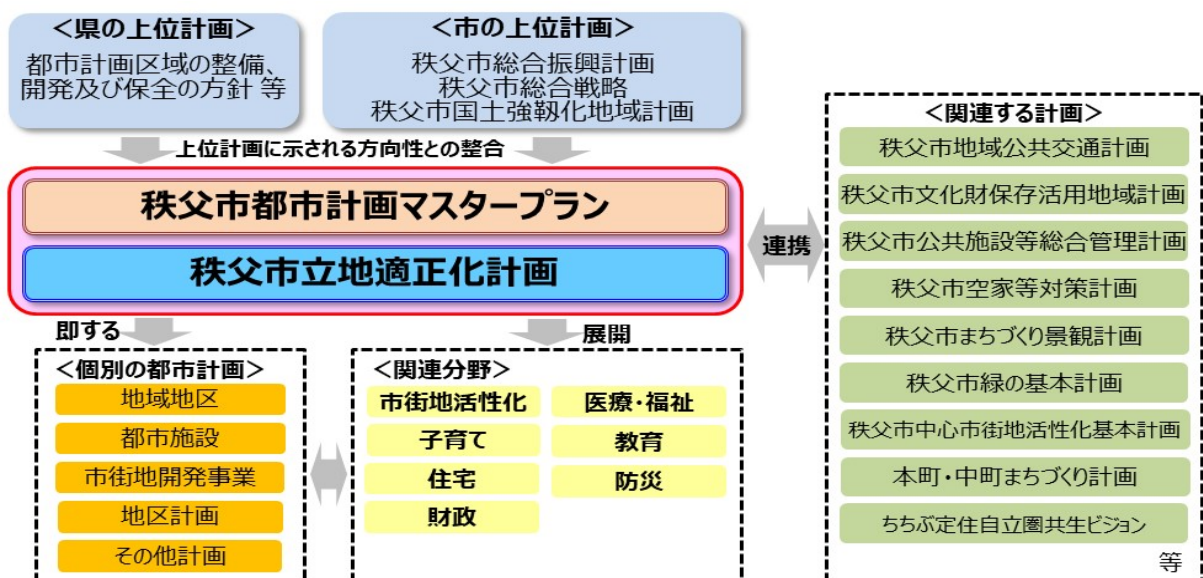 <県の上位計画>
都市計画区域の整備、
開発及び保全の方針 等
<市の上位計画>
秩父市総合振興計画
秩父市総合戦略
秩父市国土強靱化地域計画
上位計画に示される方向性との整合
秩父市都市計画マスタープラン
秩父市立地適正化計画
連携
<関連する計画>
秩父市地域公共交通計画
秩父市文化財保存活用地域計画
秩父市公共施設等総合管理計画
秩父市空家等対策計画
秩父市まちづくり景観計画
秩父市緑の基本計画
秩父市中心市街地活性化基本計画
本町・中町まちづくり計画
ちちぶ定住自立圏共生ビジョン
等
即する
展開
<個別の都市計画>
地域地区
都市施設
市街地開発事業
地区計画
その他計画
<関連分野>
市街地活性化
医療・福祉
子育て
教育
住宅
防災
財政